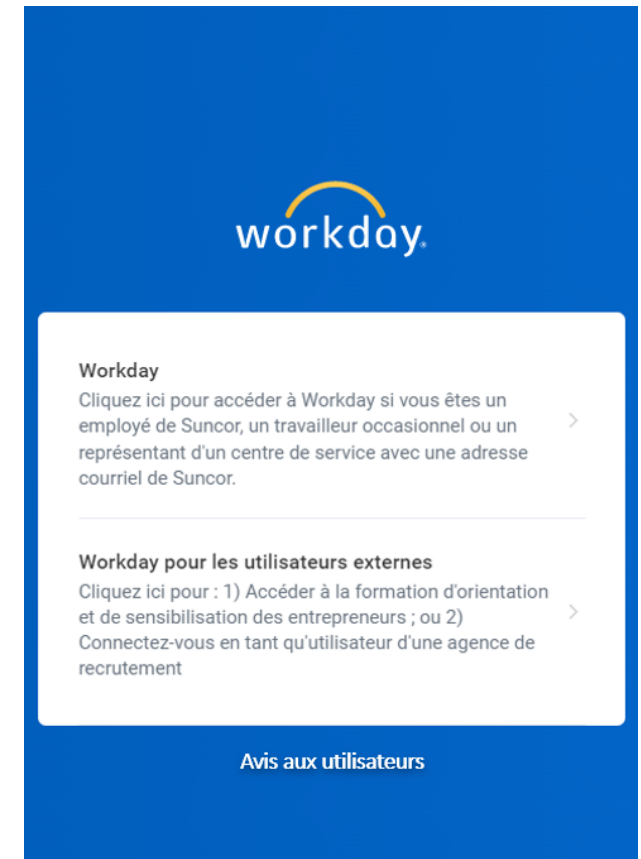 workday.
Workday
Cliquez ici pour accéder à Workday si vous êtes un
employé de Suncor, un travailleur occasionnel ou un
représentant d'un centre de service avec une adresse
courriel de Suncor.
Workday pour les utilisateurs externes
Cliquez ici pour : 1) Accéder à la formation d'orientation
et de sensibilisation des entrepreneurs ; ou 2)
Connectez-vous en tant qu'utilisateur d'une agence de
recrutement
Avis aux utilisateurs